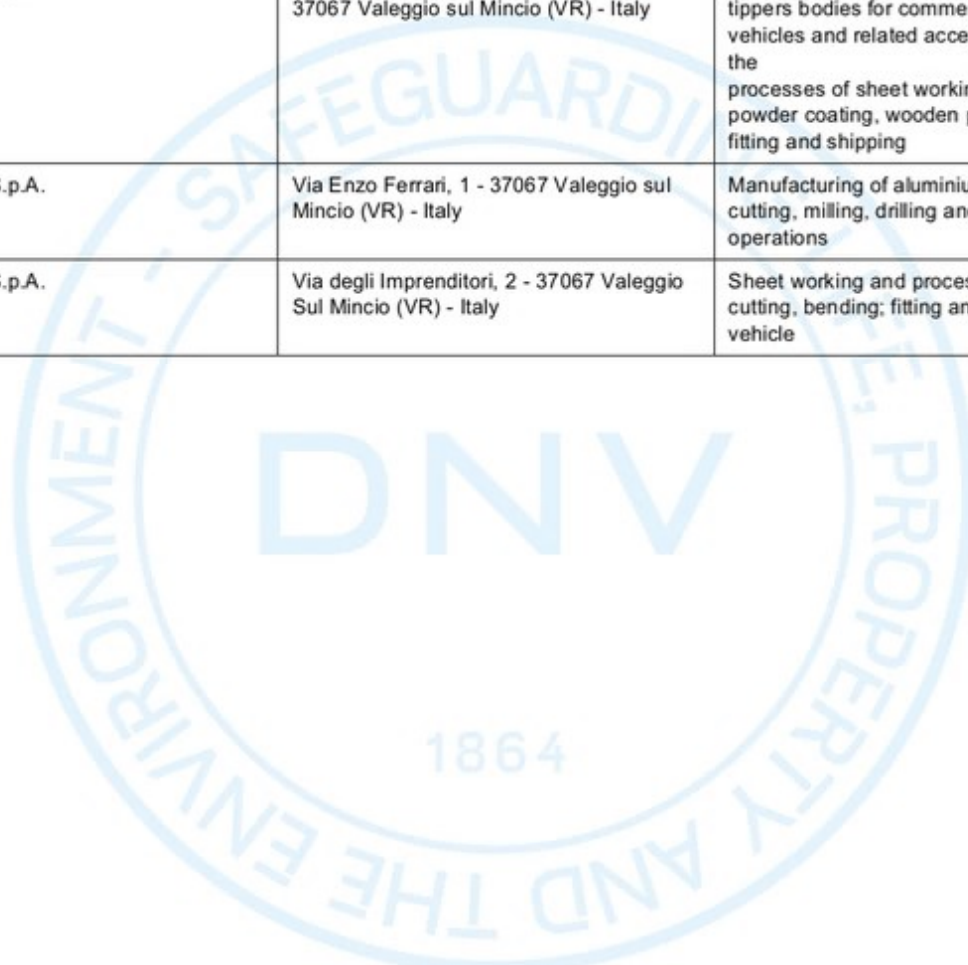 37067 Valeggio sul Mincio (VR) - Italy
tippers bodies for comme
vehicles and related acce
the
processes of sheet workin
powder coating, wooden p
fitting and shipping
.p.A.
Via Enzo Ferrari, 1 - 37067 Valeggio sul
Mincio (VR) - Italy
Manufacturing of aluminiu
cutting, milling, drilling an
operations
.p.A.
Via degli Imprenditori, 2 - 37067 Valeggio
Sul Mincio (VR) - Italy
Sheet working and proces
cutting, bending; fitting an
vehicle
SAFEGUARDING LIFE, PROPERTY AND THE ENVIRONMENT -
DNV
1864